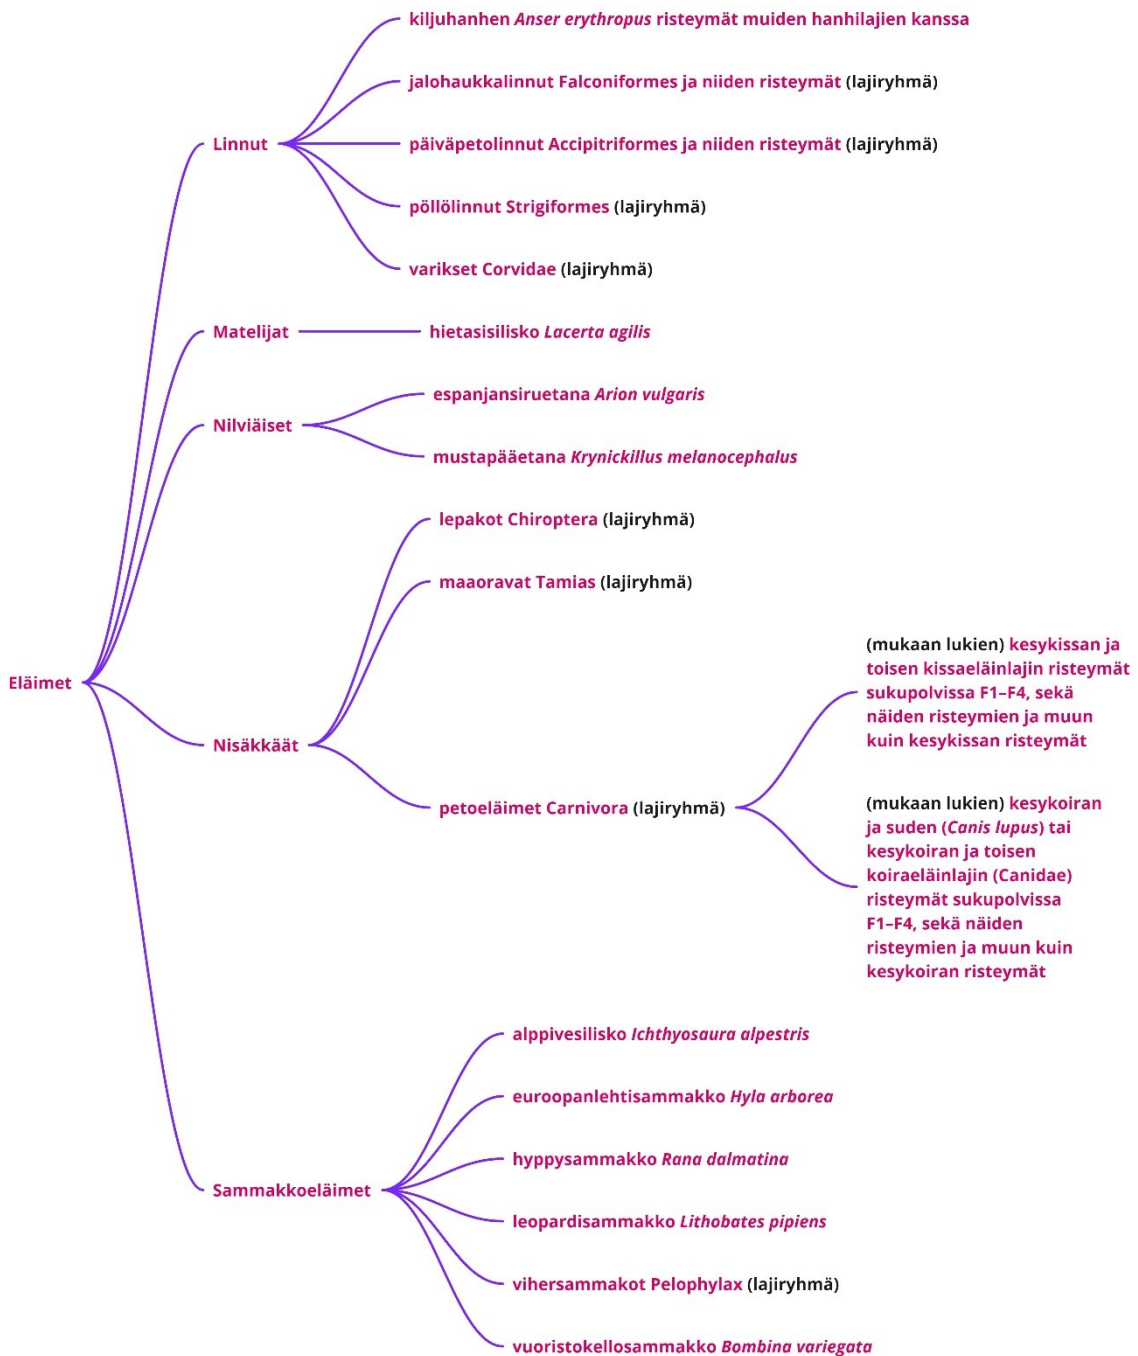 Eläimet
Linnut
kiljuhanhen Anser erythropus risteymät muiden hanhilajien kanssa
jalohaukkalinnut Falconiformes ja niiden risteymät (lajiryhmä)
päiväpetolinnut Accipitriformes ja niiden risteymät (lajiryhmä)
pöllölinnut Strigiformes (lajiryhmä)
varikset Corvidae (lajiryhmä)
Matelijat
hietasisilisko Lacerta agilis
Nilviäiset
espanjansiruetana Arion vulgaris
mustapääetana Krynickillus melanocephalus
Nisäkkäät
lepakot Chiroptera (lajiryhmä)
maaoravat Tamias (lajiryhmä)
petoeläimet Carnivora (lajiryhmä)
(mukaan lukien) kesykissan ja
toisen kissaeläinlajin risteymät
sukupolvissa F1–F4, sekä
näiden risteymien ja muun
kuin kesykissan risteymät
(mukaan lukien) kesykoiran
ja suden (Canis lupus) tai
kesykoiran ja toisen
koiraeläinlajin (Canidae)
risteymät sukupolvissa
F1–F4, sekä näiden
risteymien ja muun kuin
kesykoiran risteymät
Sammakkoeläimet
alppivesilisko Ichthyosaura alpestris
euroopanlehtisammakko Hyla arborea
hyppysammakko Rana dalmatina
leopardisammakko Lithobates pipiens
vihersammakot Pelophylax (lajiryhmä)
vuoristokellosammakko Bombina variegata